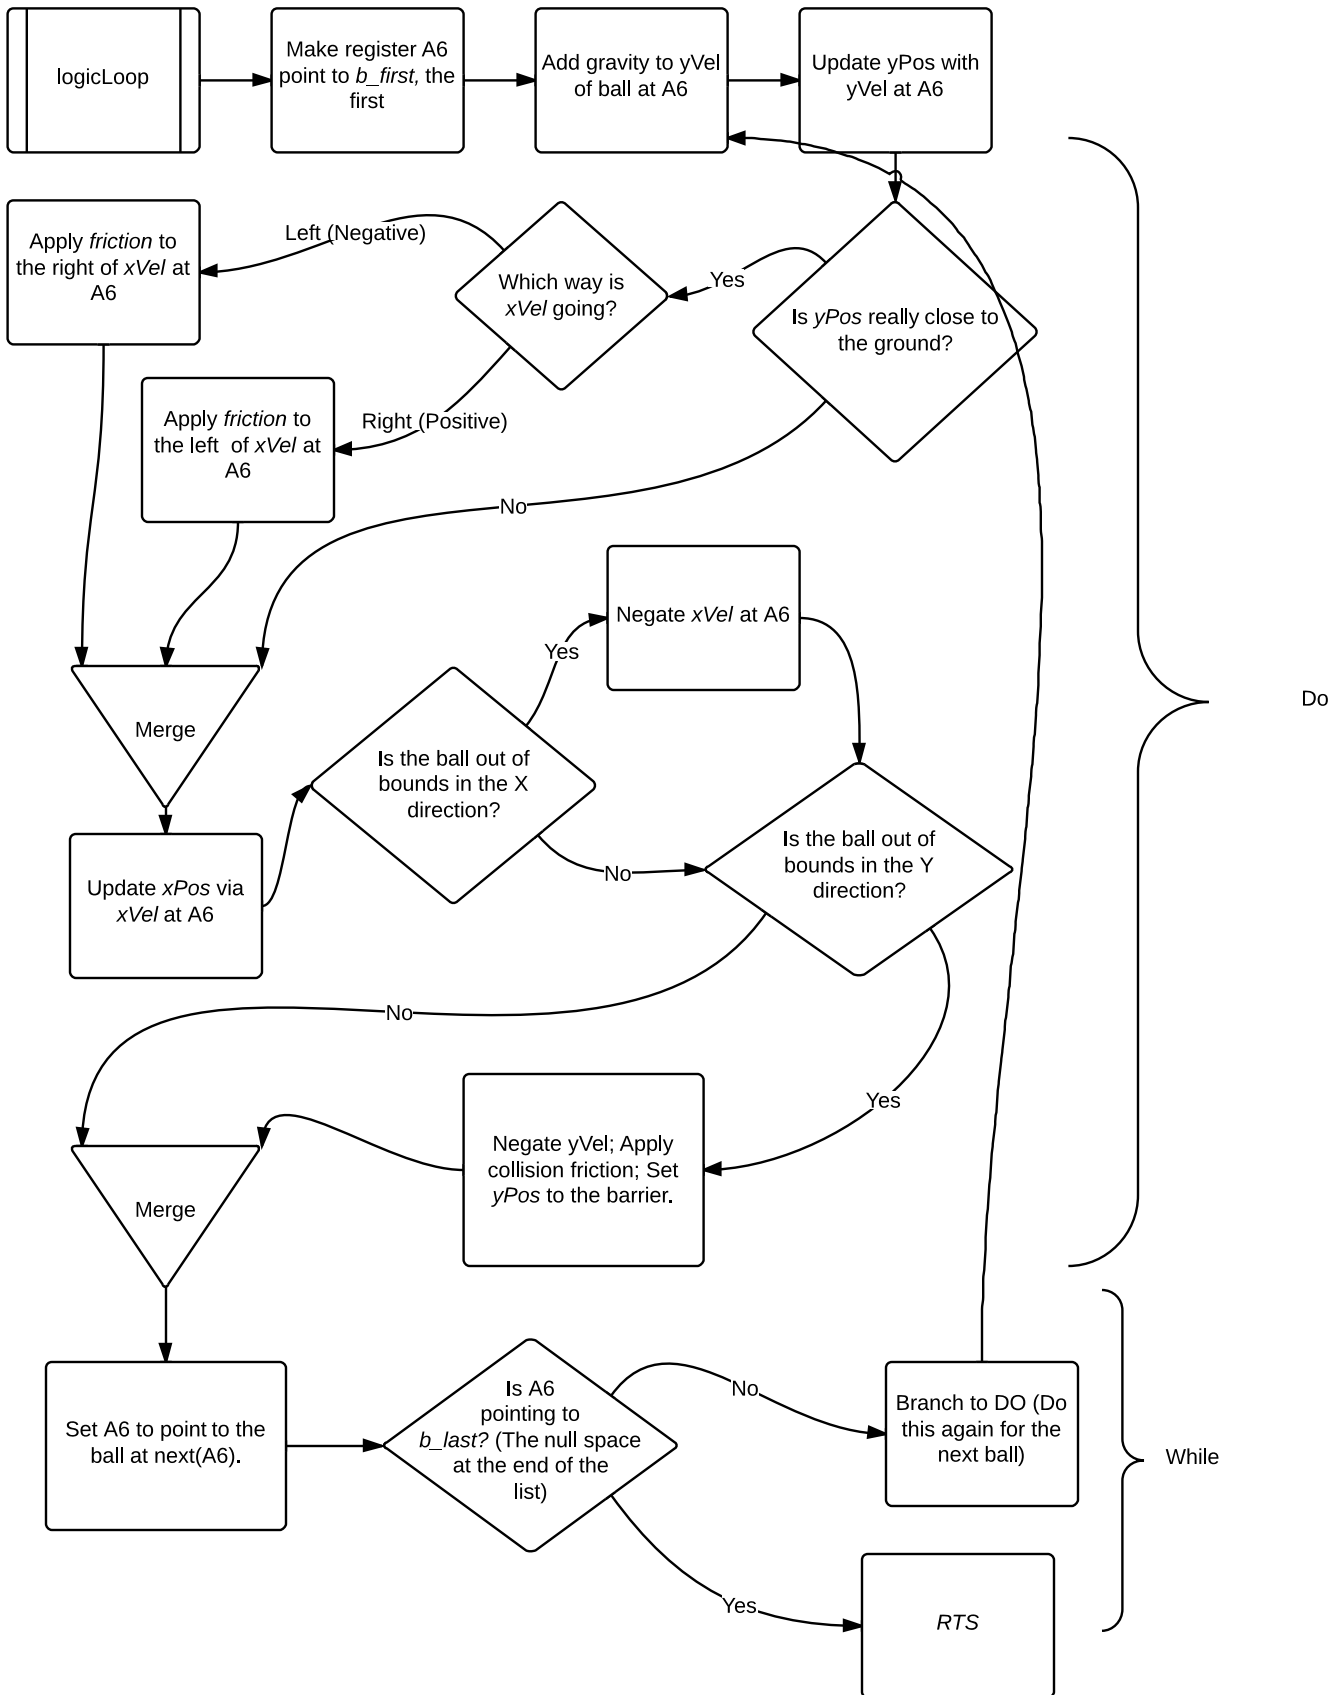 logicLoop
Make register A6
point to b_first, the
first
Add gravity to yVel
of ball at A6
Update yPos with
yVel at A6
Apply friction to
the right of xVel at
A6
Left (Negative)
Which way is
xVel going?
Yes
Is yPos really close to
the ground?
Apply friction to
the left of xVel at
A6
Right (Positive)
No
Negate xVel at A6
Yes
Do
Merge
Is the ball out of
bounds in the X
direction?
Is the ball out of
bounds in the Y
direction?
No
Update xPos via
xVel at A6
No
Yes
Negate yVel; Apply
collision friction; Set
yPos to the barrier.
Merge
Set A6 to point to the
ball at next(A6).
Is A6
pointing to
b_last? (The null space
at the end of the
list)
No
Branch to DO (Do
this again for the
next ball)
While
Yes
RTS